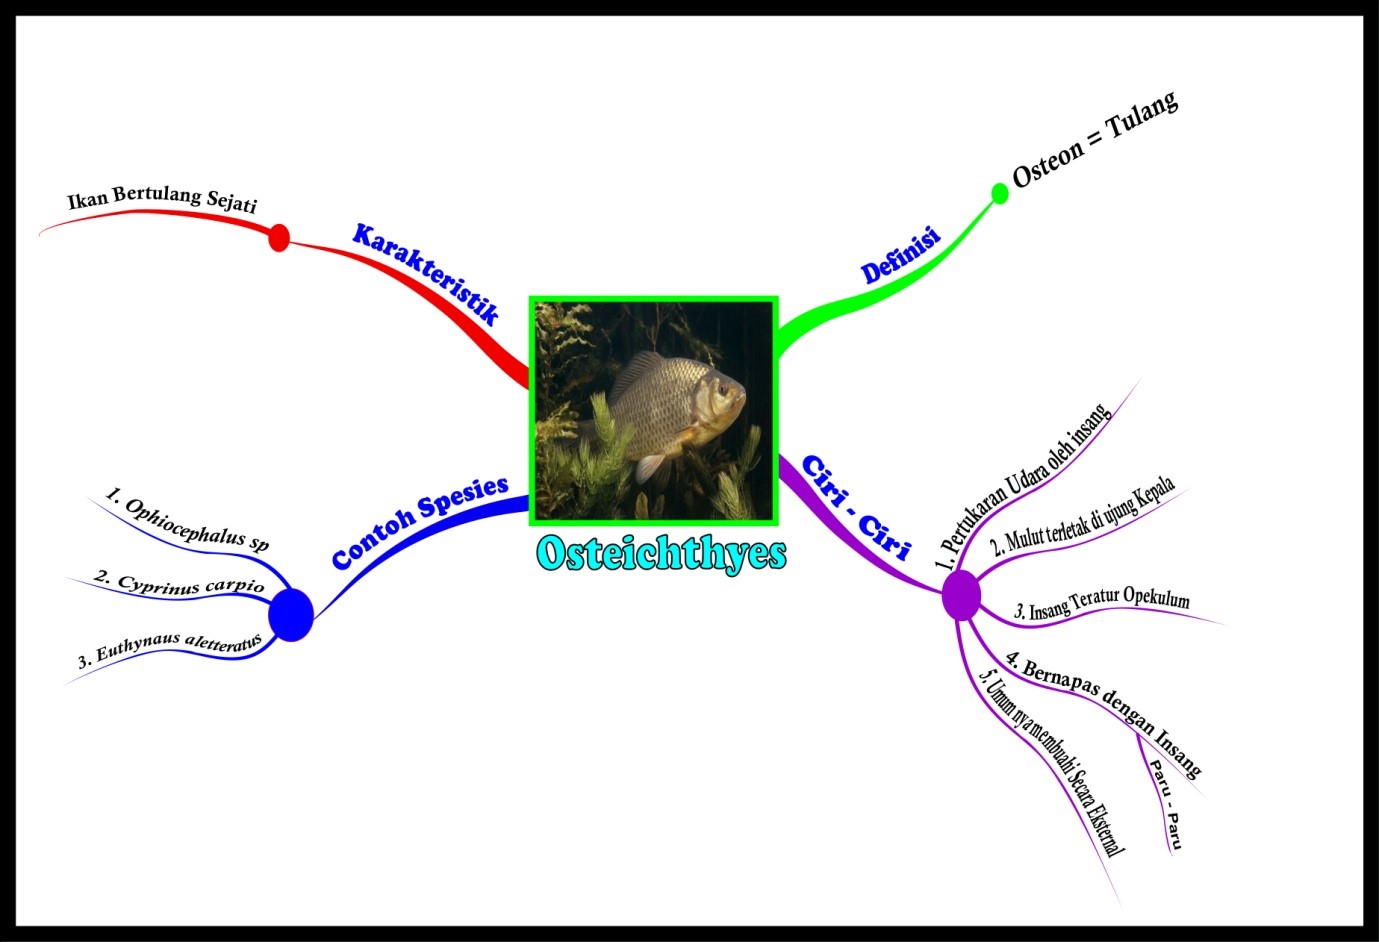 Osteichthyes
Definisi
Osteon = Tulang
Ciri - Ciri
1. Pertukaran Udara oleh insang
2. Mulut terletak di ujung Kepala
3. Insang Teratur Opekulum
4. Bernapas dengan Insang
Paru - Paru
5. Umum nya membuahi Secara Eksternal
Contoh Spesies
1. Ophiocephalus sp
2. Cyprinus carpio
3. Euthynaus aletteratus
Karakteristik
Ikan Bertulang Sejati